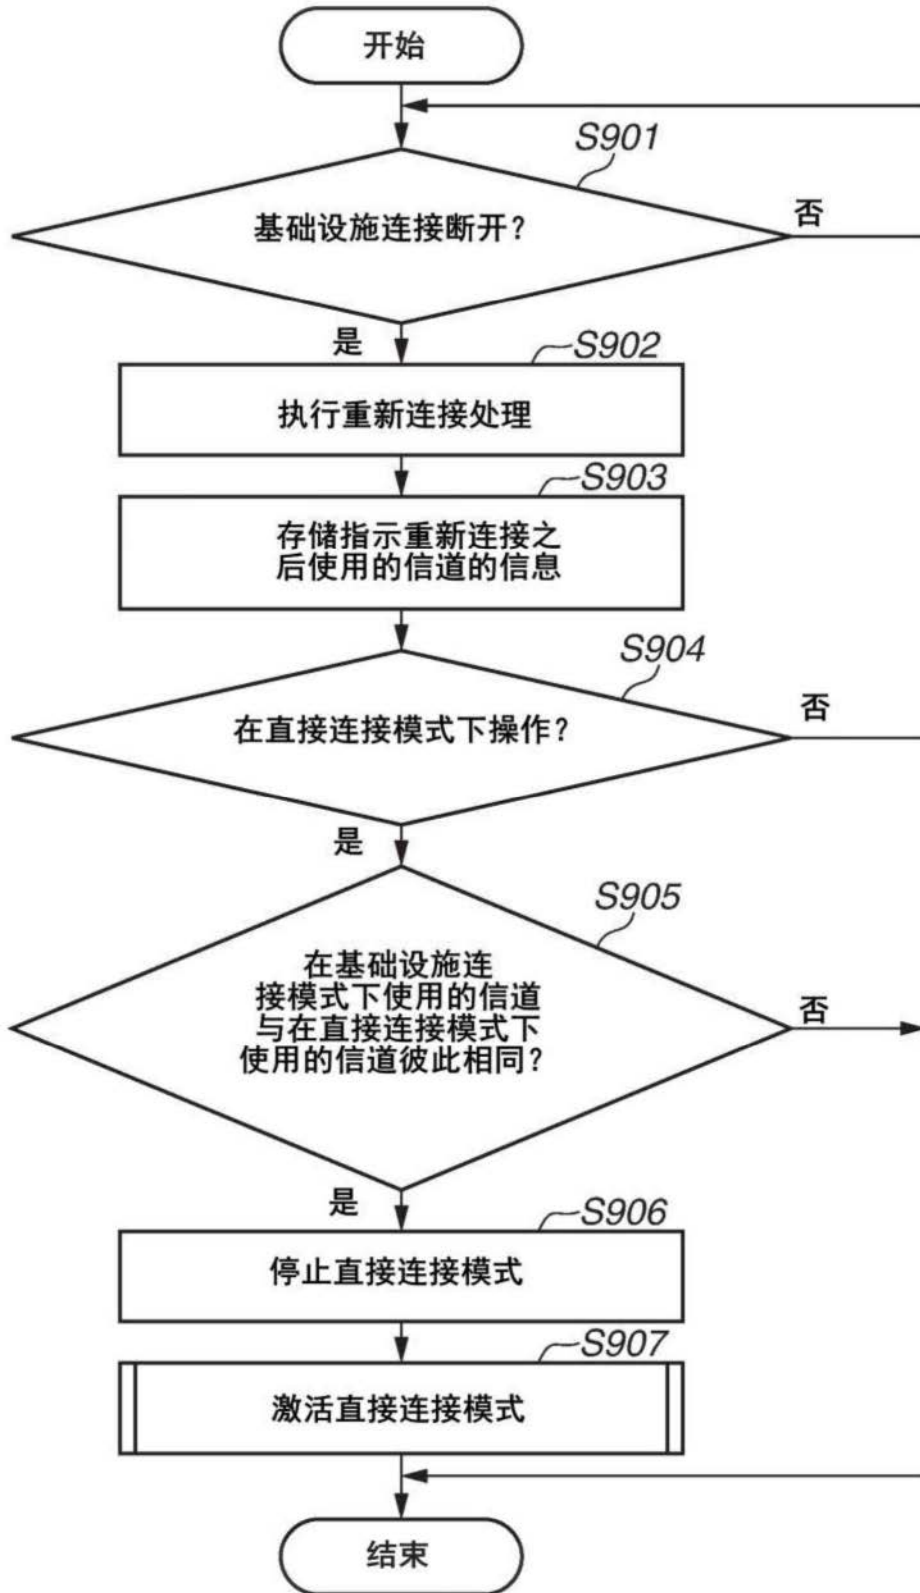 开始
S901
基础设施连接断开？
否
是
S902
执行重新连接处理
S903
存储指示重新连接之
后使用的信道的信息
S904
在直接连接模式下操作？
否
是
S905
在基础设施连
接模式下使用的信道
与在直接连接模式下
使用的信道彼此相同？
否
是
S906
停止直接连接模式
S907
激活直接连接模式
结束